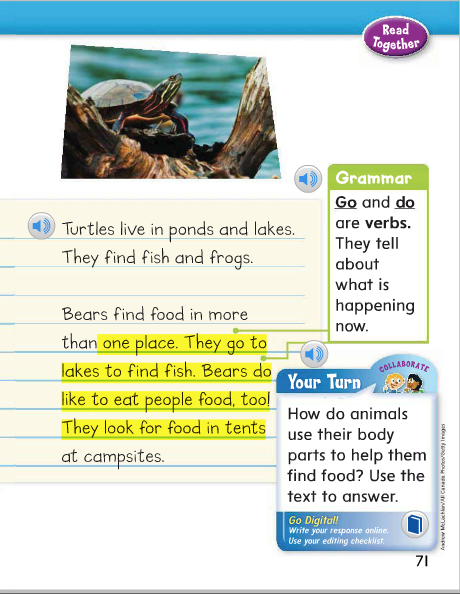 Read
Together
Grammar
Go and do
are verbs.
They tell
about
what is
happening
now.
Turtles live in ponds and lakes.
They find fish and frogs.
Bears find food in more
than one place. They go to
lakes to find fish. Bears do
like to eat people food, too!
They look for food in tents
at campsites.
COLLABORATE
Your Turn
How do animals
use their body
parts to help them
find food? Use the
text to answer.
Go Digital!
Write your response online.
Use your editing checklist.
Andrew McLachlan/All Canada Photos/Getty Images
71